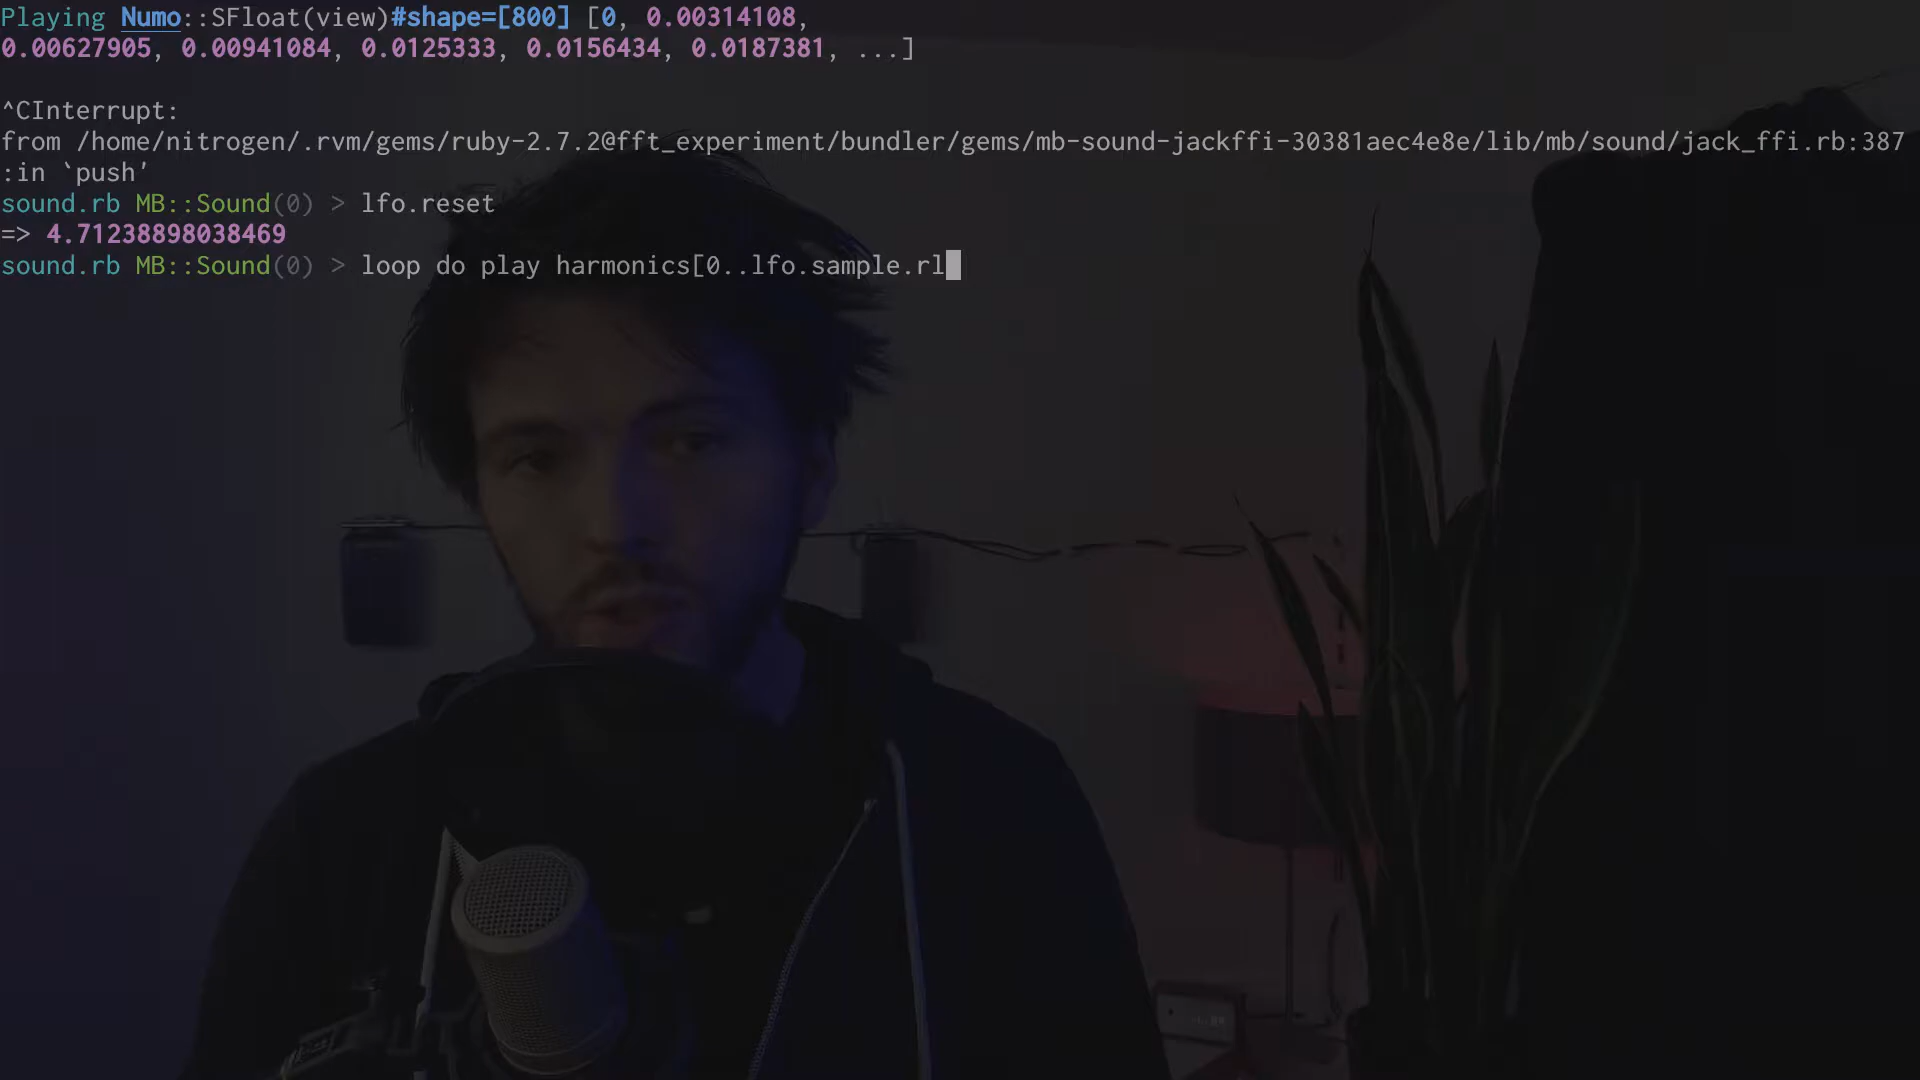 Playing Numo::SFloat(view)#shape=[800] [0, 0.00314108,
0.00627905, 0.00941084, 0.0125333, 0.0156434, 0.0187381, ...]
^CInterrupt:
from /home/nitrogen/.rvm/gems/ruby-2.7.2@fft_experiment/bundler/gems/mb-sound-jackffi-30381aec4e8e/lib/mb/sound/jack_ffi.rb:387
:in `push'
sound.rb MB::Sound(0) > lfo.reset
=> 4.71238898038469
sound.rb MB::Sound(0) > loop do play harmonics[0..lfo.sample.rl